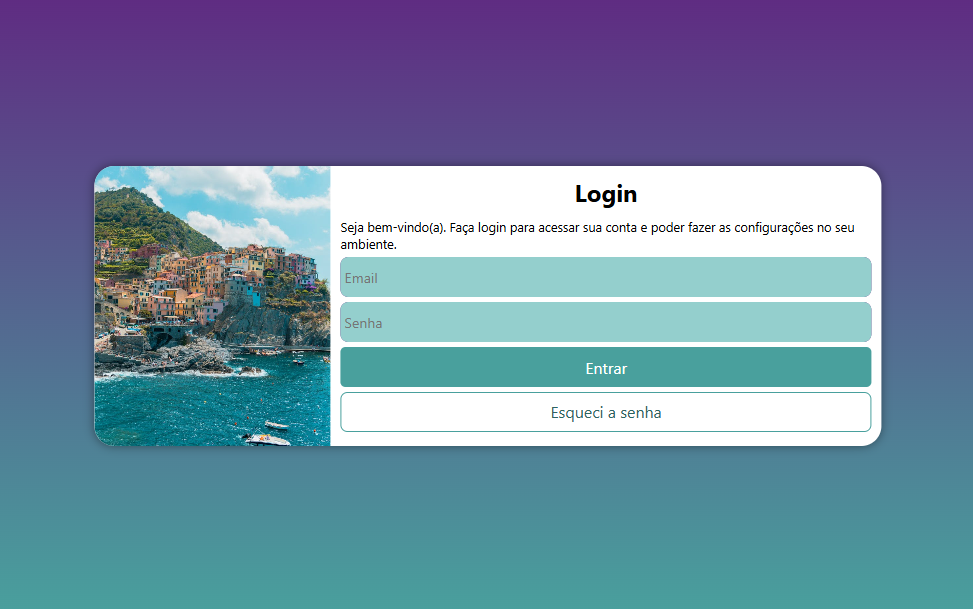 Login
Seja bem-vindo(a). Faça login para acessar sua conta e poder fazer as configurações no seu
ambiente.
Email
Senha
Entrar
Esqueci a senha